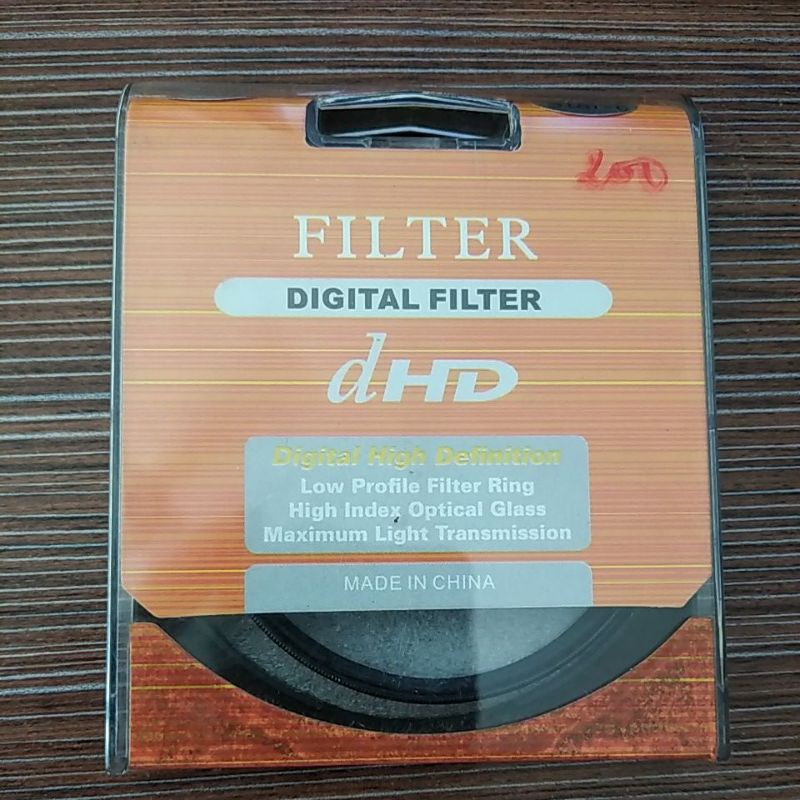 200
FILTER
DIGITAL FILTER
dHD
Digital High Definition
Low Profile Filter Ring
High Index Optical Glass
Maximum Light Transmission
MADE IN CHINA